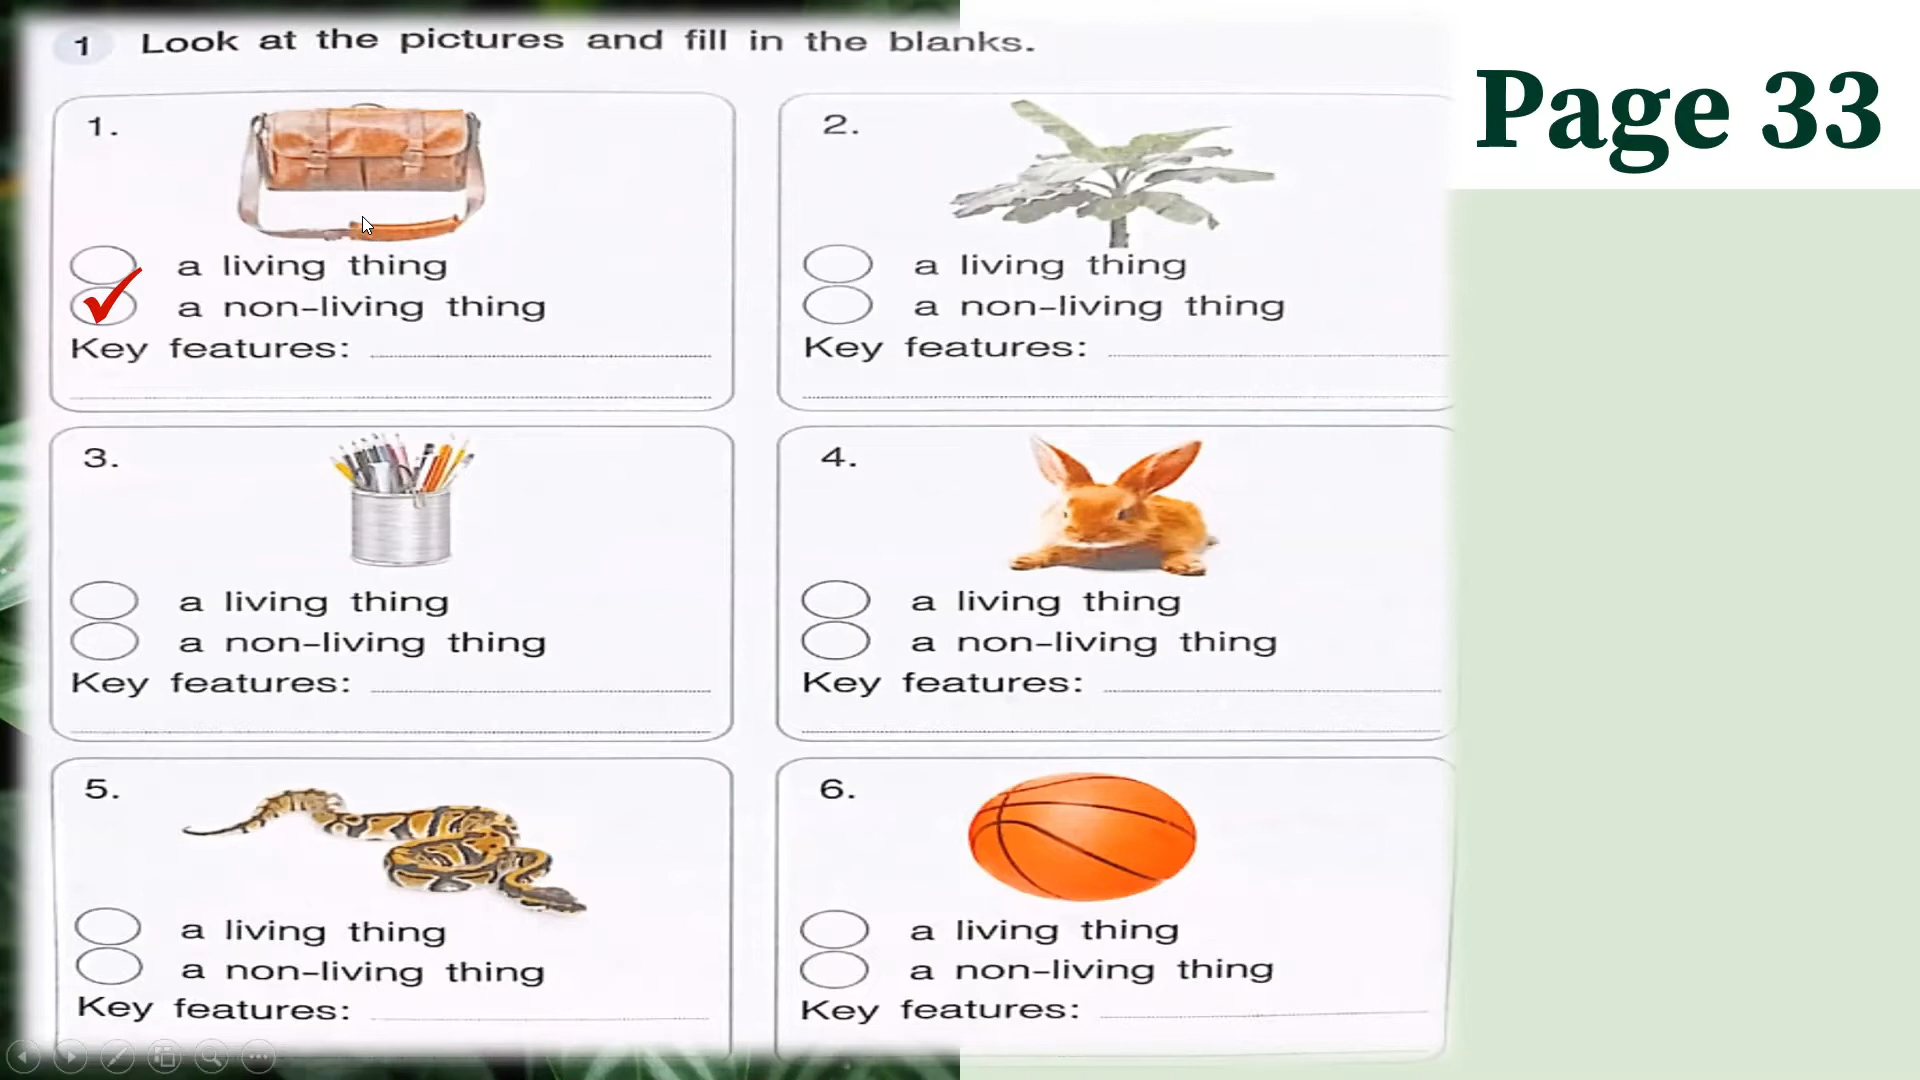 1 Look at the pictures and fill in the blanks.
Page 33
1.
a living thing
a non-living thing
Key features:
2.
a living thing
a non-living thing
Key features:
3.
a living thing
a non-living thing
Key features:
4.
a living thing
a non-living thing
Key features:
5.
a living thing
a non-living thing
Key features:
6.
a living thing
a non-living thing
Key features: